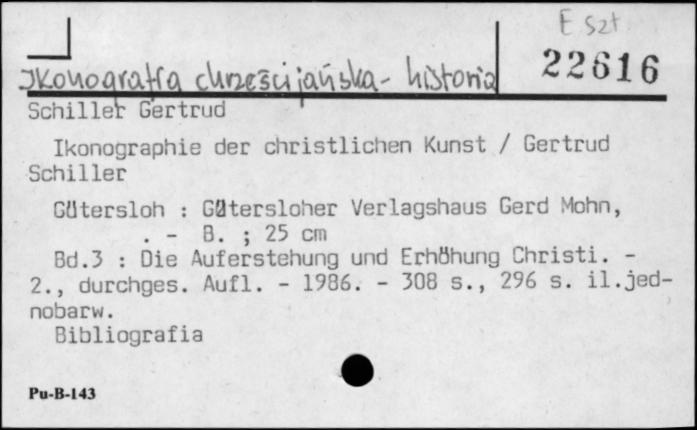 E szt
22616
Ikonografia chrześcijańska - historia
Schiller Gertrud
Ikonographie der christlichen Kunst / Gertrud
Schiller
Gütersloh : Gütersloher Verlagshaus Gerd Mohn,
. - B. ; 25 cm
Bd.3 : Die Auferstehung und Erhöhung Christi. -
2., durchges. Aufl. - 1986. - 308 s., 296 s. il.jed-
nobarw.
Bibliografia
Pu-B-143